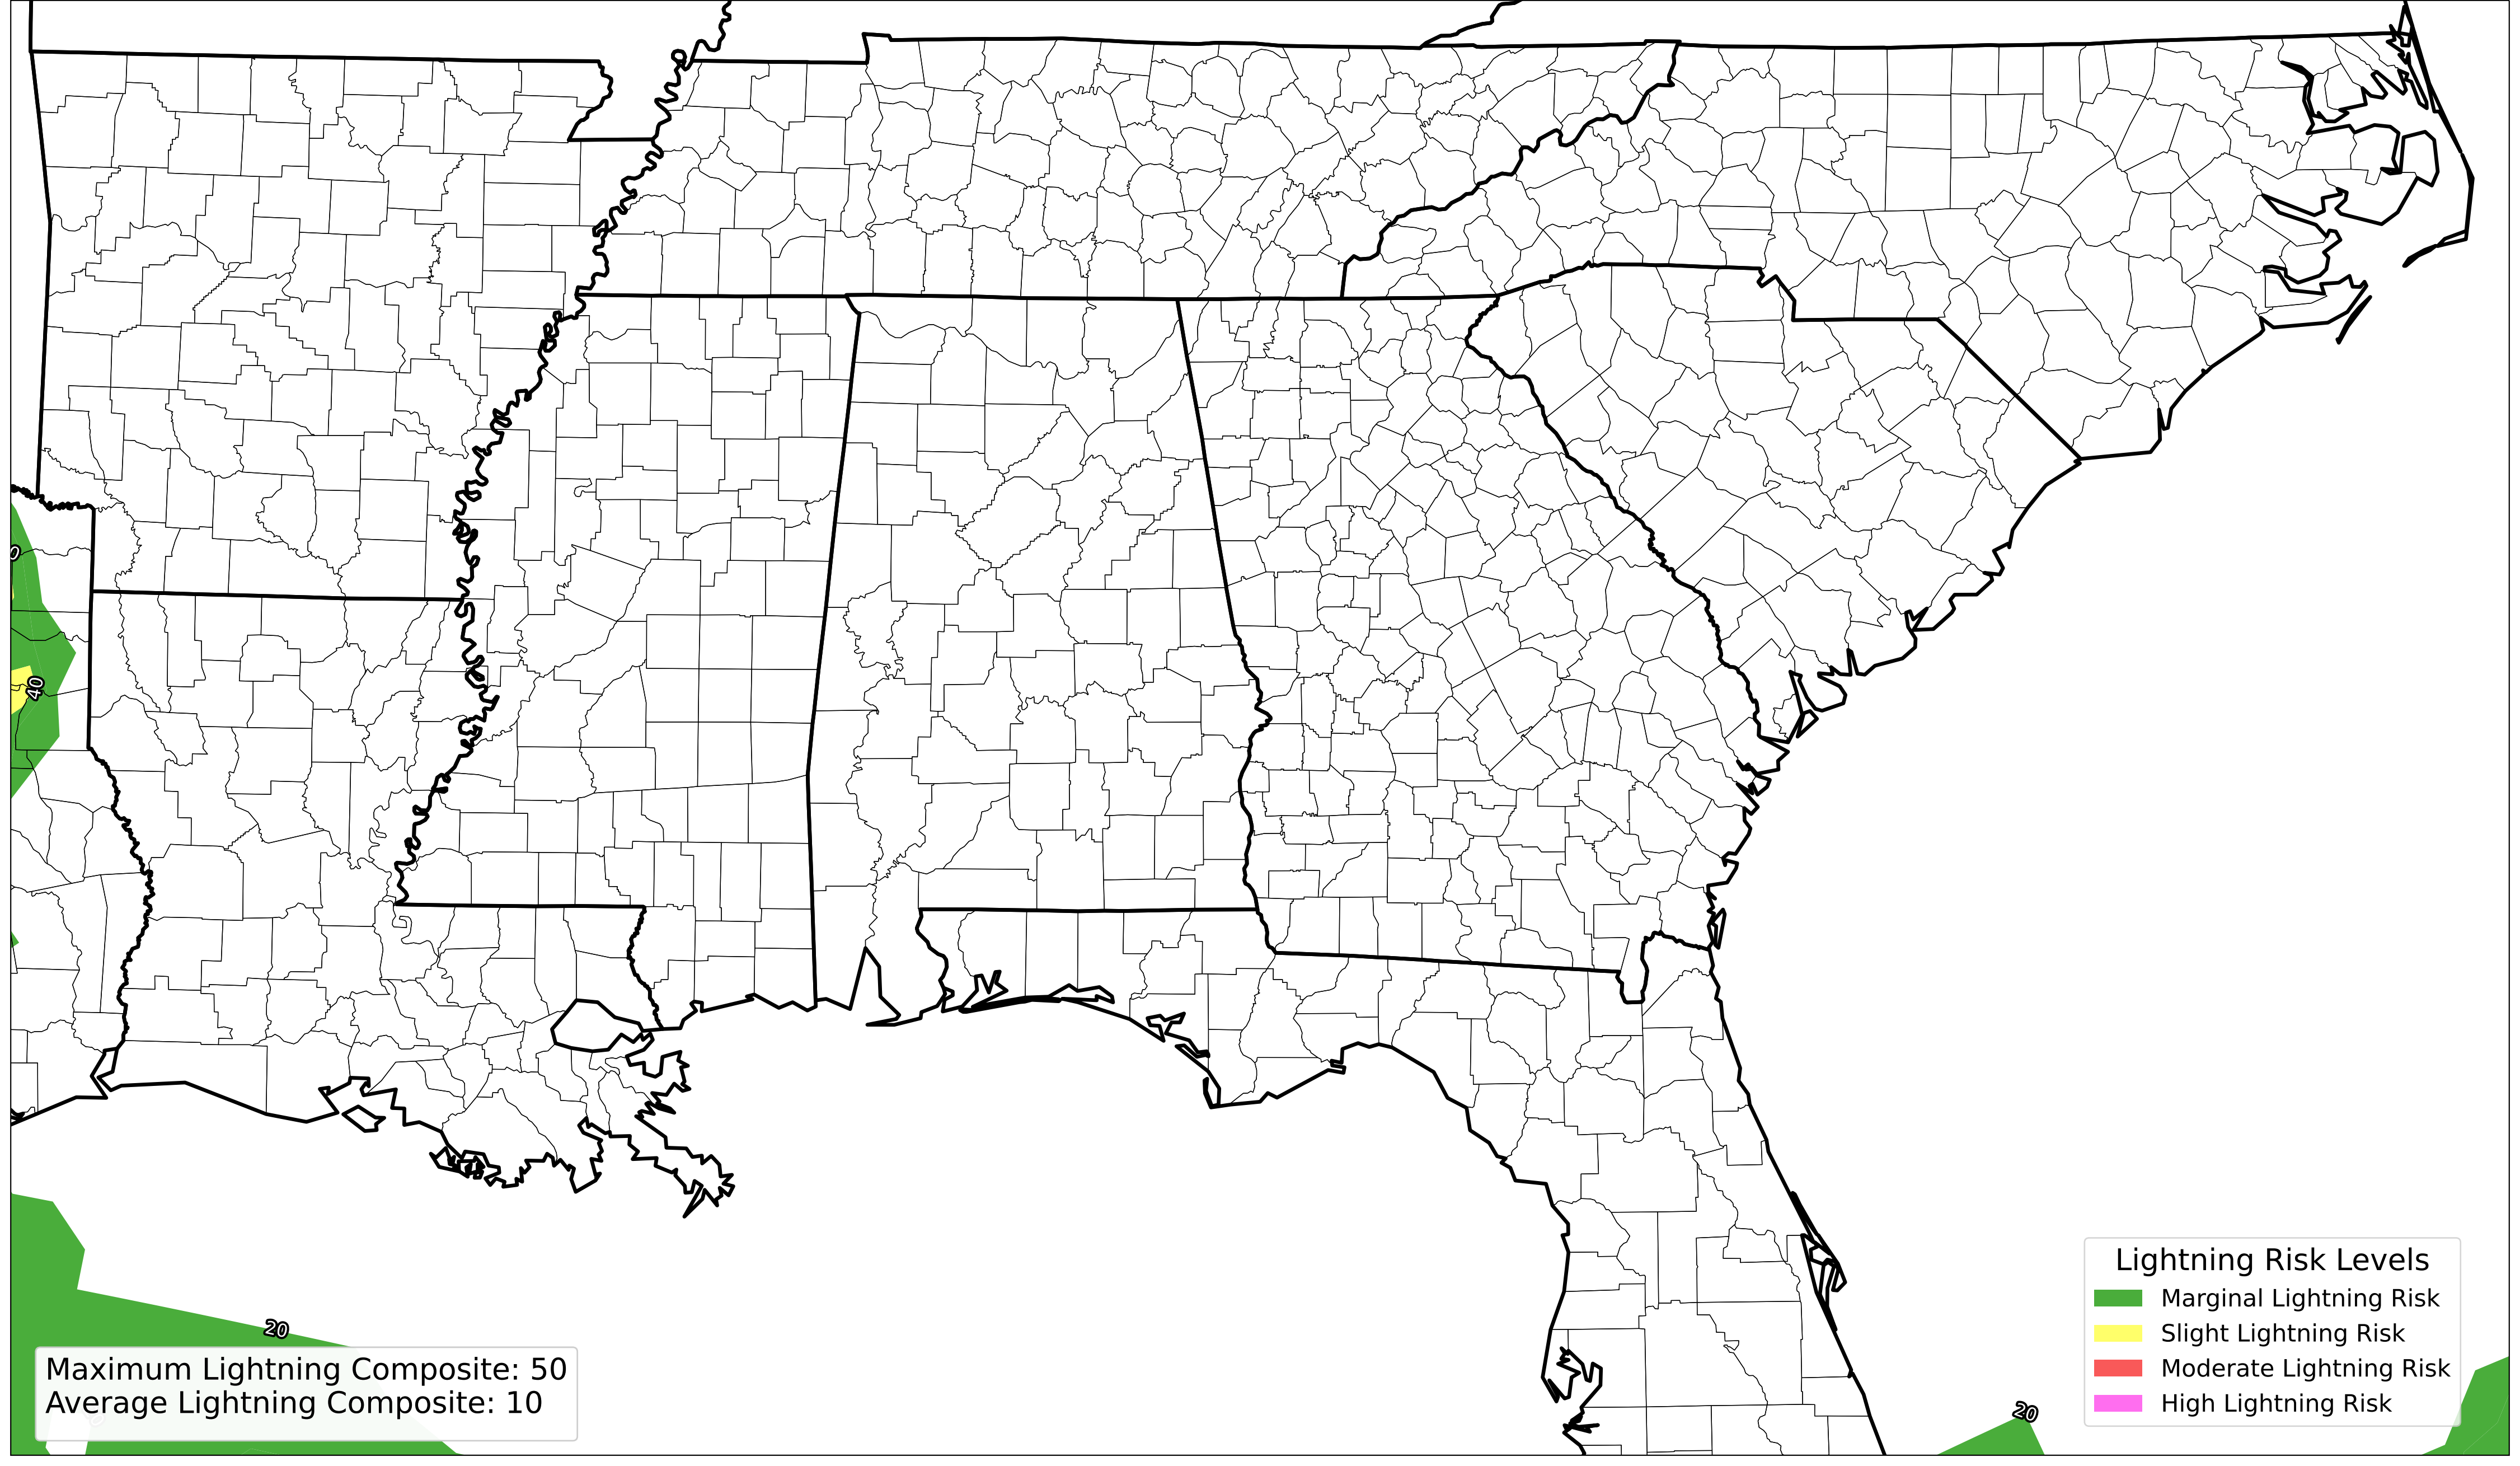 40
20
Maximum Lightning Composite: 50
Average Lightning Composite: 10
Lightning Risk Levels
Marginal Lightning Risk
Slight Lightning Risk
Moderate Lightning Risk
High Lightning Risk
20